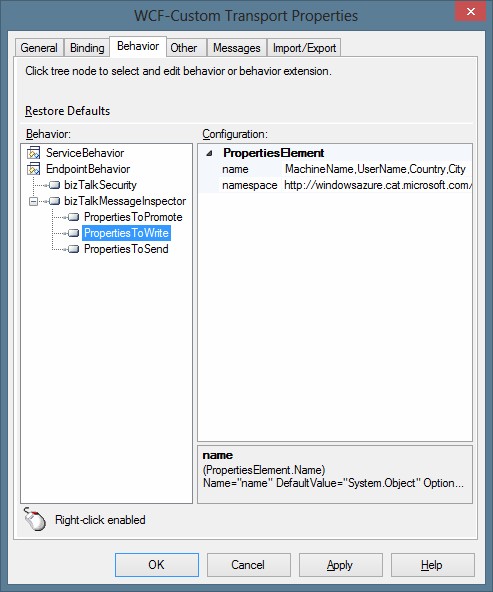 WCF-Custom Transport Properties
General Binding Behavior Other Messages Import/Export
Click tree node to select and edit behavior or behavior extension.
Restore Defaults
Behavior: Configuration:
ServiceBehavior
EndpointBehavior
bizTalkSecurity
bizTalkMessageInspector
PropertiesToPromote
PropertiesToWrite
PropertiesToSend
PropertiesElement
name MachineName,UserName,Country,City
namespace http://windowsazure.cat.microsoft.com/
name
(PropertiesElement.Name)
Name="name" DefaultValue="System.Object" Option...
Right-click enabled
OK Cancel Apply Help